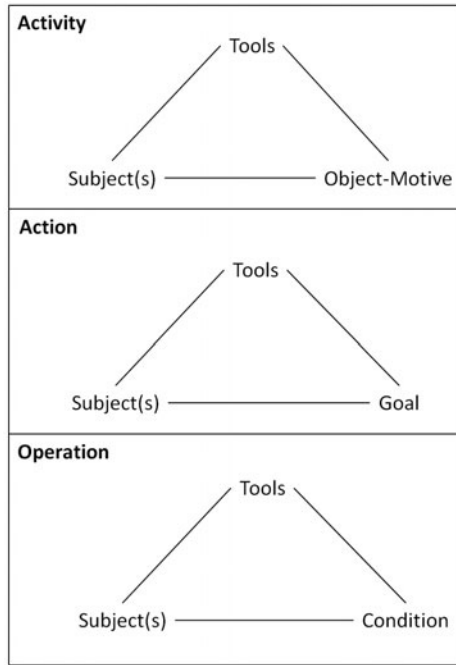 Activity
Tools
Subject(s) Object-Motive
Action
Tools
Subject(s) Goal
Operation
Tools
Subject(s) Condition